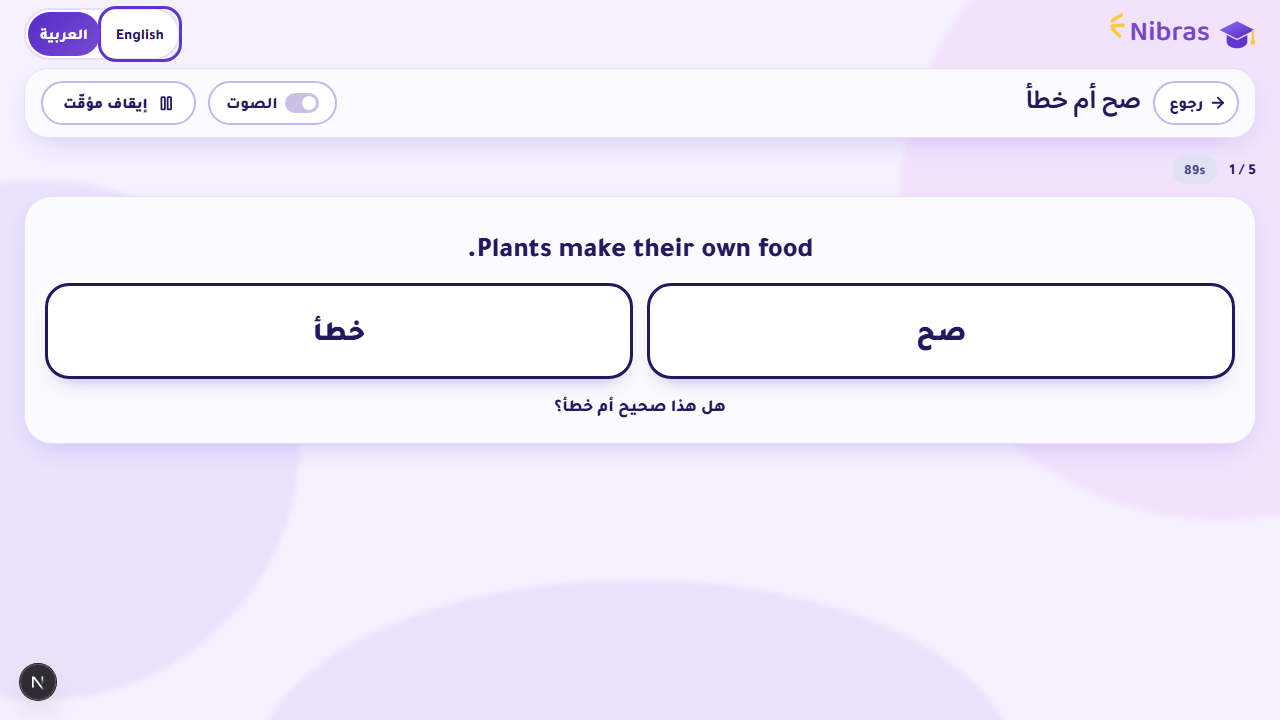 Nibras
العربية
English
رجوع
صح أم خطأ
الصوت
إيقاف مؤقّت
1 / 5
89s
.Plants make their own food
صح
خطأ
هل هذا صحيح أم خطأ؟
N